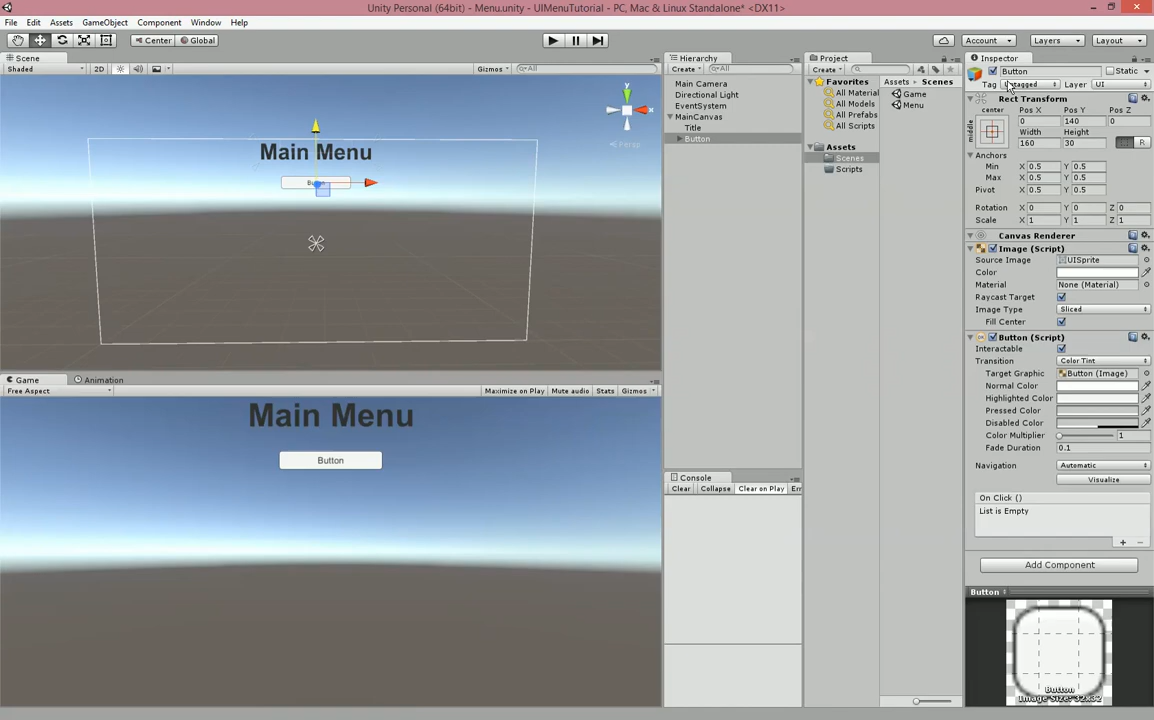 Unity Personal (64bit) - Menu.unity - UIMenuTutorial - PC, Mac & Linux Standalone* <DX11>
File Edit Assets GameObject Component Window Help
Center Global Account Layers Layout
Scene
Shaded 2D Gizmos All
y
Persp
Main Menu
Game Animation
Free Aspect Maximize on Play Mute audio Stats Gizmos
Main Menu
Button
Hierarchy
Create All
Main Camera
Directional Light
EventSystem
MainCanvas
Title
Button
Console
Clear Collapse Clear on Play
Project
Create
Favorites
All Material
All Models
All Prefabs
All Scripts
Assets
Scenes
Scripts
Assets Scenes
Game
Menu
Inspector
Button Static
Tag Untagged Layer UI
Rect Transform
center Pos X Pos Y Pos Z
middle 0 140 0
Width Height
160 30 R
Anchors
Min X 0.5 Y 0.5
Max X 0.5 Y 0.5
Pivot X 0.5 Y 0.5
Rotation X 0 Y 0 Z 0
Scale X 1 Y 1 Z 1
Canvas Renderer
Image (Script)
Source Image UISprite
Color
Material None (Material)
Raycast Target
Image Type Sliced
Fill Center
Button (Script)
Interactable
Transition Color Tint
Target Graphic Button (Image)
Normal Color
Highlighted Color
Pressed Color
Disabled Color
Color Multiplier 1
Fade Duration 0.1
Navigation Automatic
Visualize
On Click ()
List is Empty
Add Component
Button
Button
Image Size: 32x32